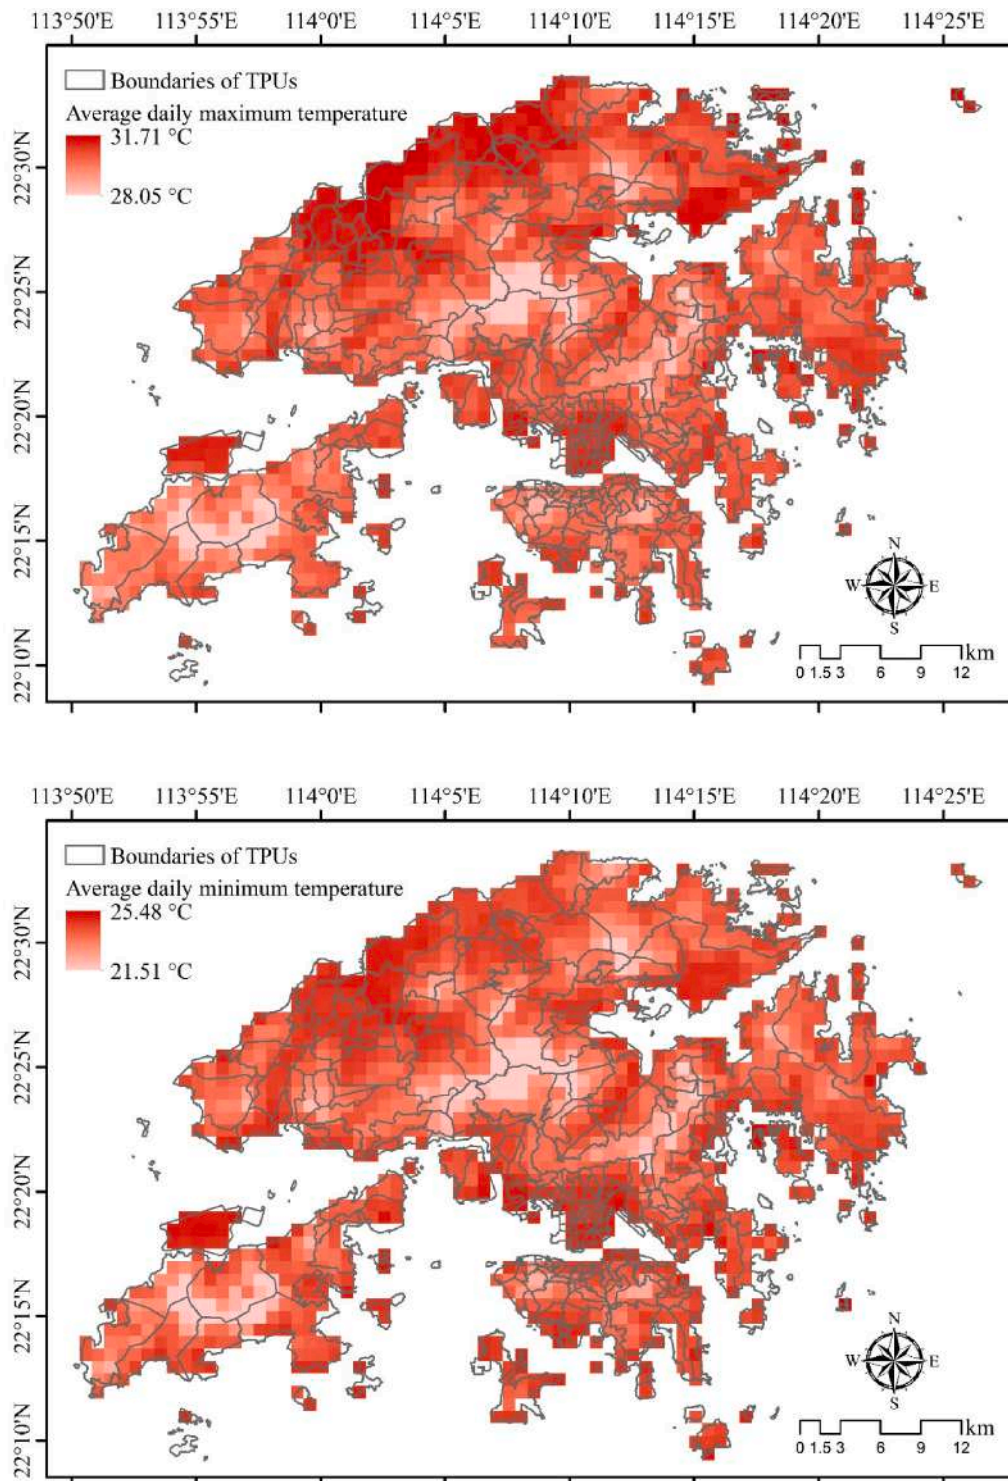 113°50'E 113°55'E 114°0'E 114°5'E 114°10'E 114°15'E 114°20'E 114°25'E
Boundaries of TPUs
Average daily maximum temperature
31.71 °C
28.05 °C
22°30'N
22°25'N
22°20'N
22°15'N
22°10'N
N
W E
S
km
0 1.5 3 6 9 12
113°50'E 113°55'E 114°0'E 114°5'E 114°10'E 114°15'E 114°20'E 114°25'E
Boundaries of TPUs
Average daily minimum temperature
25.48 °C
21.51 °C
22°30'N
22°25'N
22°20'N
22°15'N
22°10'N
N
W E
S
km
0 1.5 3 6 9 12